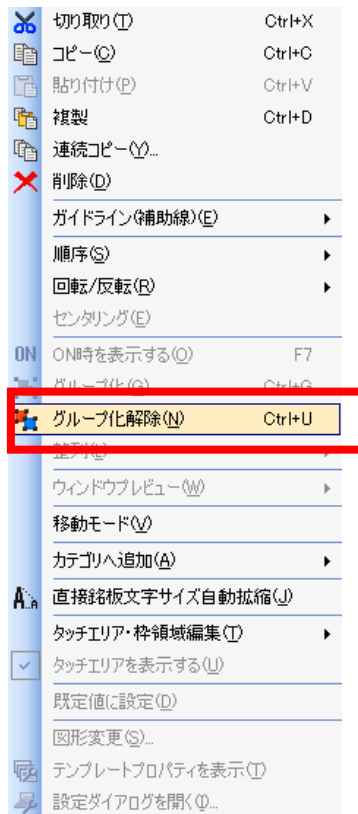 切り取り(T) Ctrl+X
コピー(C) Ctrl+C
貼り付け(P) Ctrl+V
複製 Ctrl+D
連続コピー(Y)...
削除(D)
ガイドライン(補助線)(E)
順序(S)
回転/反転(R)
センタリング(E)
ON ON時を表示する(O) F7
グループ化(G) Ctrl+G
グループ化解除(N) Ctrl+U
整列(L)
ウィンドウプレビュー(W)
移動モード(V)
カテゴリへ追加(A)
直接銘板文字サイズ自動拡縮(J)
タッチエリア・枠領域編集(T)
タッチエリアを表示する(U)
既定値に設定(D)
図形変更(S)...
テンプレートプロパティを表示(T)
設定ダイアログを開く(I)...